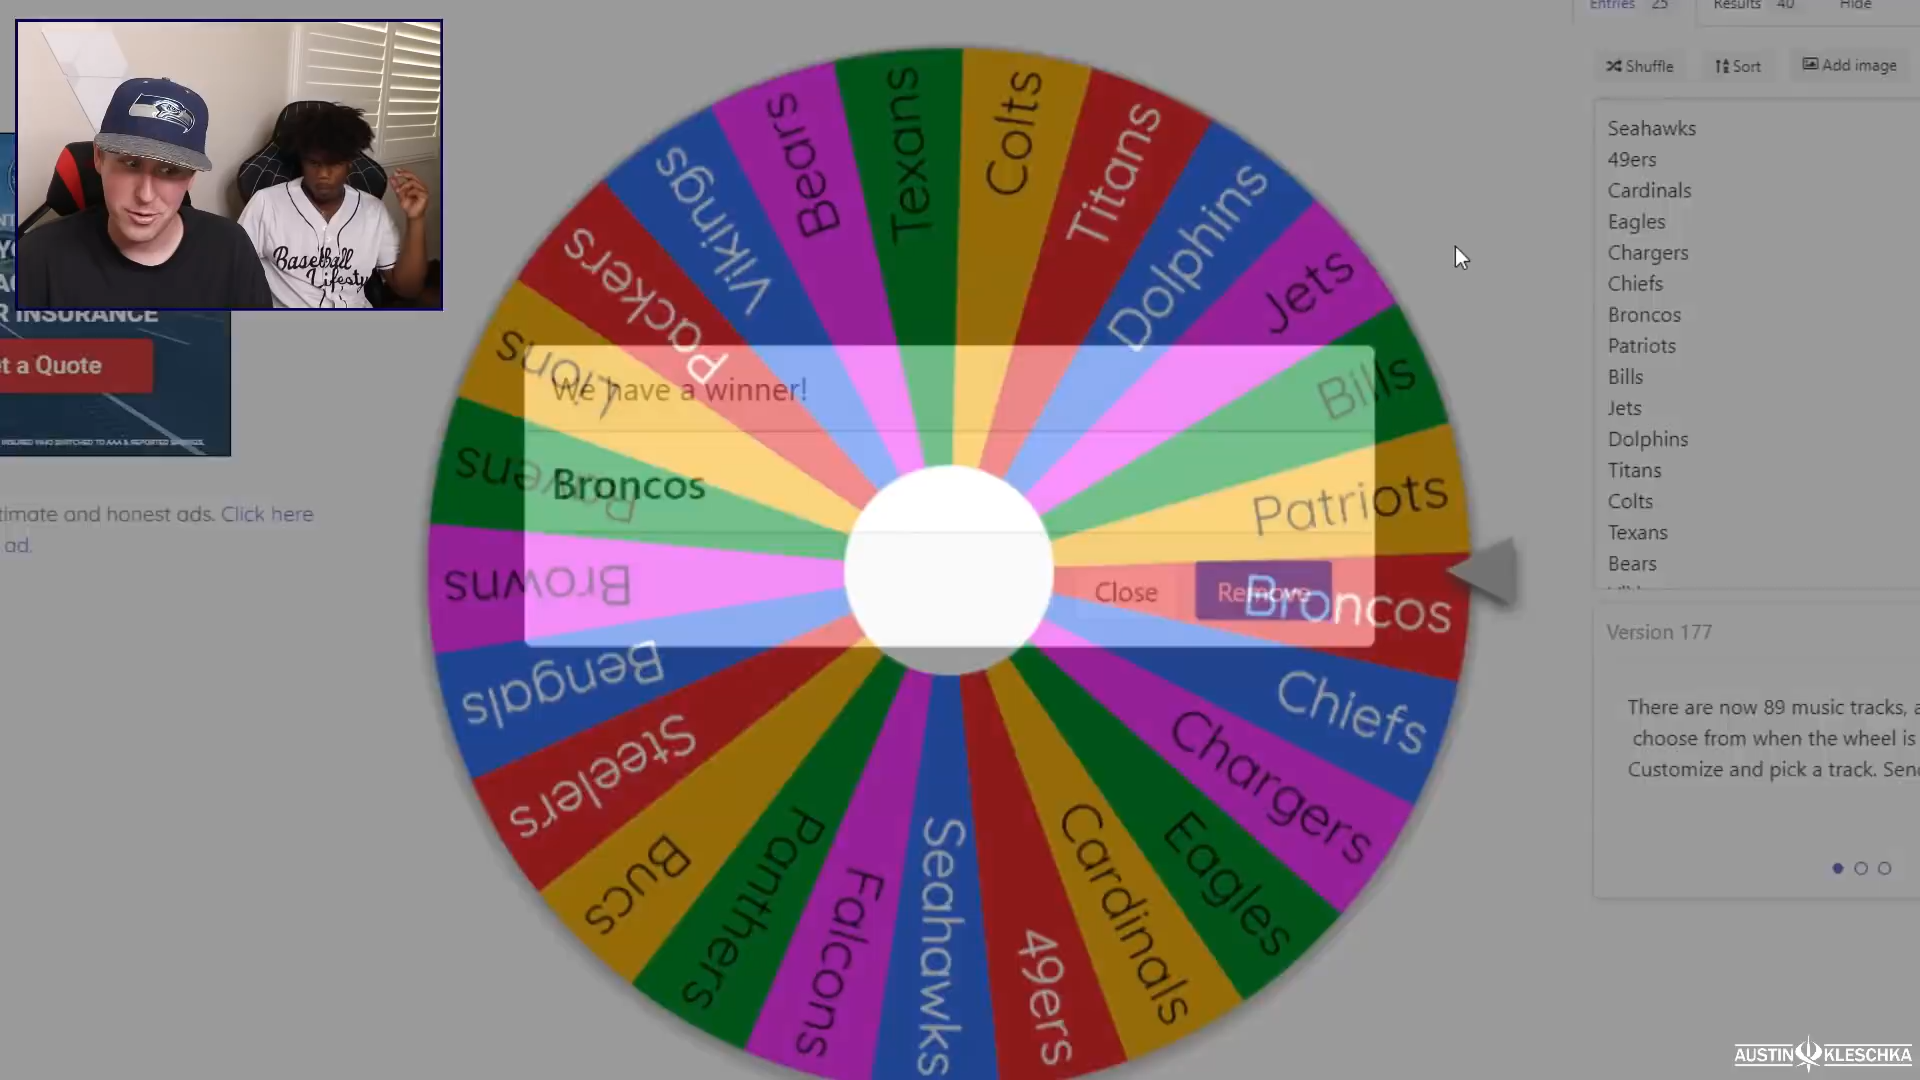 Entries 25
Results 40
Hide
Shuffle
Sort
Add image
Seahawks
49ers
Cardinals
Eagles
Chargers
Chiefs
Broncos
Patriots
Bills
Jets
Dolphins
Titans
Colts
Texans
Bears
Version 177
There are now 89 music tracks, a
choose from when the wheel is
Customize and pick a track. Send
Baseball
Lifesty
R INSURANCE
t a Quote
timate and honest ads. Click here
ad.
We have a winner!
Broncos
Close
Remove
Texans
Colts
Titans
Dolphins
Jets
Bills
Patriots
Broncos
Chiefs
Chargers
Eagles
Cardinals
49ers
Seahawks
Falcons
Panthers
Bucs
Steelers
Bengals
Browns
Ravens
Lions
Packers
Vikings
Bears
AUSTIN KLESCHKA